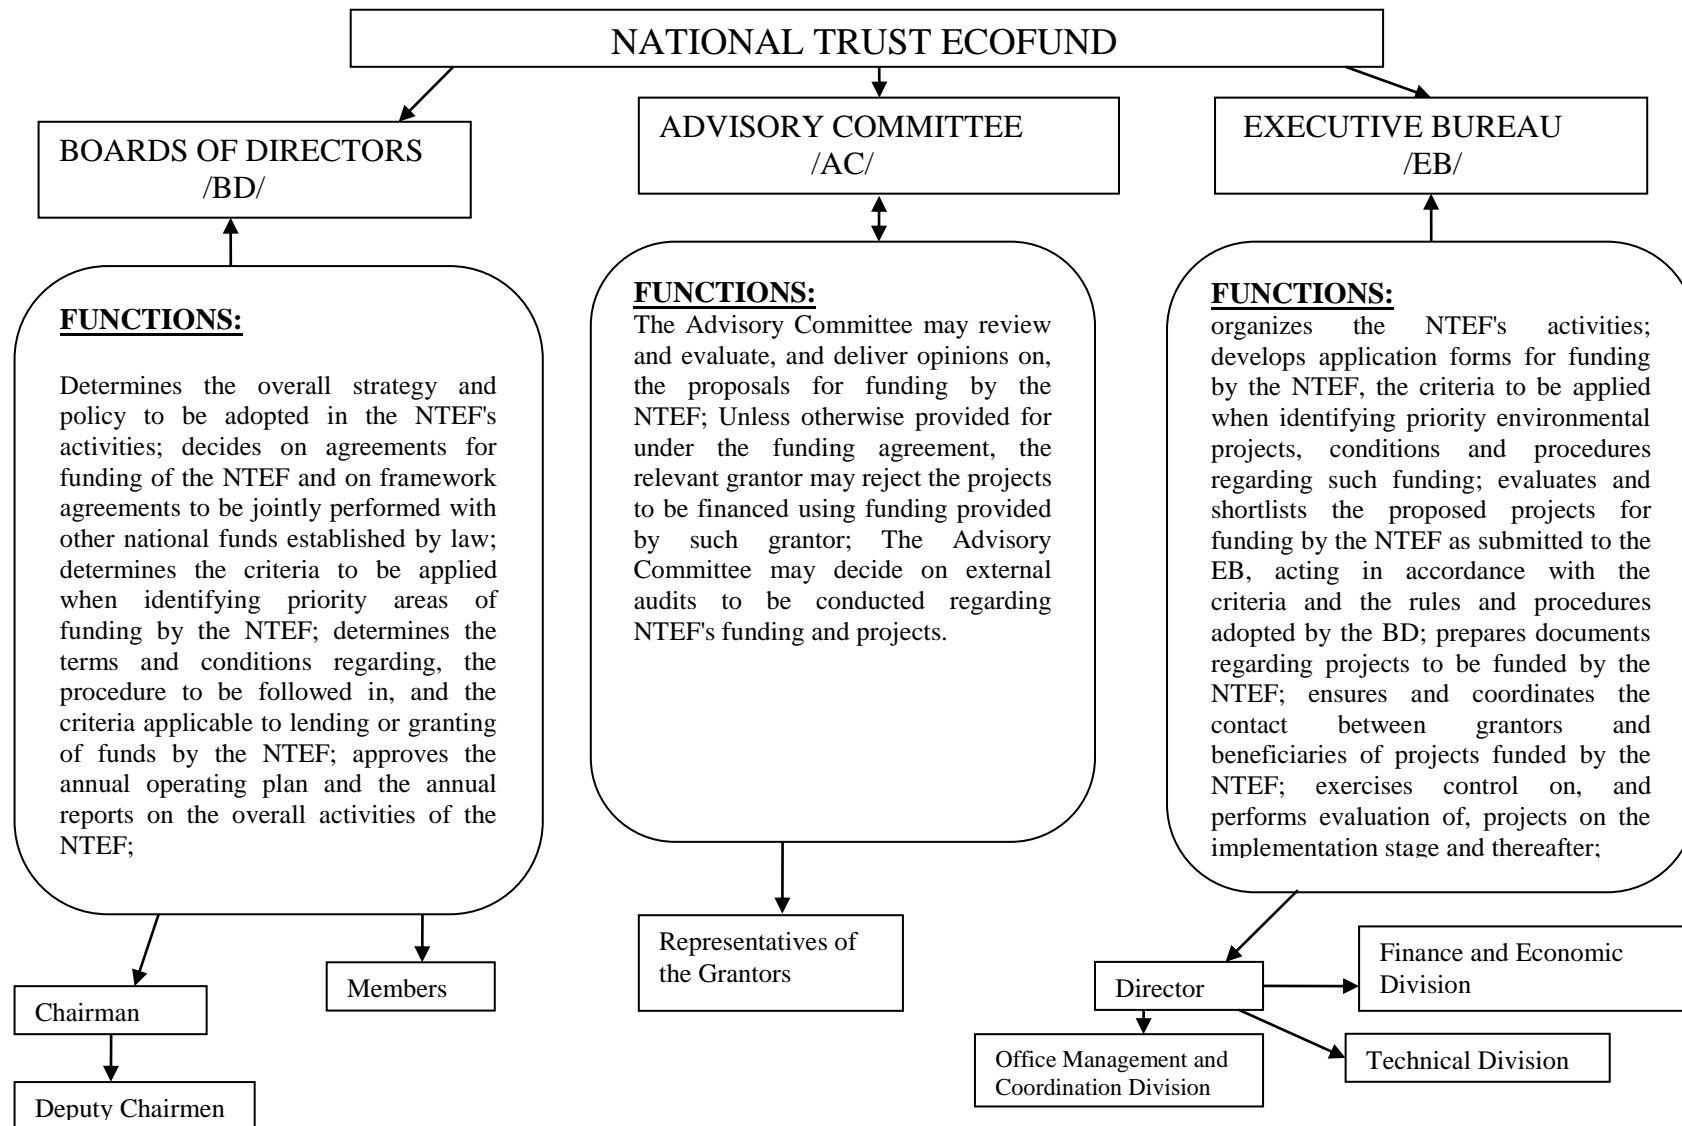 NATIONAL TRUST ECOFUND
BOARDS OF DIRECTORS
/BD/
ADVISORY COMMITTEE
/AC/
EXECUTIVE BUREAU
/EB/
FUNCTIONS:
Determines the overall strategy and
policy to be adopted in the NTEF's
activities; decides on agreements for
funding of the NTEF and on framework
agreements to be jointly performed with
other national funds established by law;
determines the criteria to be applied
when identifying priority areas of
funding by the NTEF; determines the
terms and conditions regarding, the
procedure to be followed in, and the
criteria applicable to lending or granting
of funds by the NTEF; approves the
annual operating plan and the annual
reports on the overall activities of the
NTEF;
FUNCTIONS:
The Advisory Committee may review
and evaluate, and deliver opinions on,
the proposals for funding by the
NTEF; Unless otherwise provided for
under the funding agreement, the
relevant grantor may reject the projects
to be financed using funding provided
by such grantor; The Advisory
Committee may decide on external
audits to be conducted regarding
NTEF's funding and projects.
FUNCTIONS:
organizes the NTEF's activities;
develops application forms for funding
by the NTEF, the criteria to be applied
when identifying priority environmental
projects, conditions and procedures
regarding such funding; evaluates and
shortlists the proposed projects for
funding by the NTEF as submitted to the
EB, acting in accordance with the
criteria and the rules and procedures
adopted by the BD; prepares documents
regarding projects to be funded by the
NTEF; ensures and coordinates the
contact between grantors and
beneficiaries of projects funded by the
NTEF; exercises control on, and
performs evaluation of, projects on the
implementation stage and thereafter;
Chairman
Deputy Chairmen
Members
Representatives of
the Grantors
Director
Finance and Economic
Division
Office Management and
Coordination Division
Technical Division